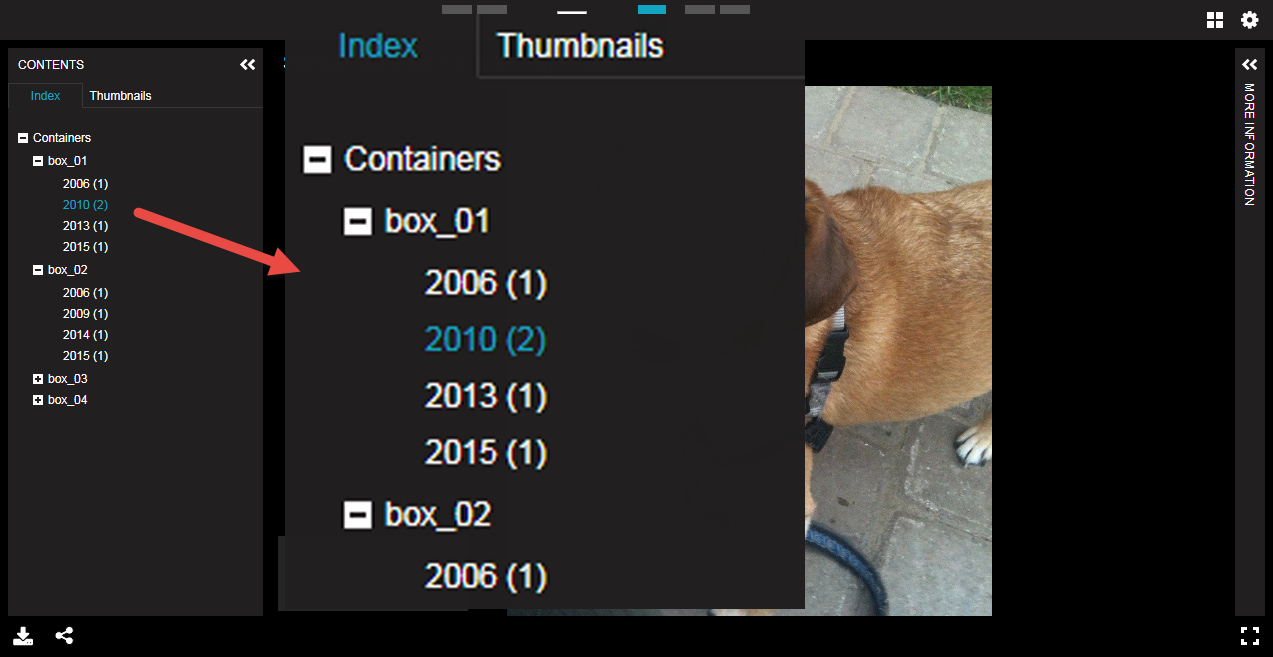 CONTENTS
Index Thumbnails
Containers
box_01
2006 (1)
2010 (2)
2013 (1)
2015 (1)
box_02
2006 (1)
2009 (1)
2014 (1)
2015 (1)
box_03
box_04
Index Thumbnails
Containers
box_01
2006 (1)
2010 (2)
2013 (1)
2015 (1)
box_02
2006 (1)
MORE INFORMATION